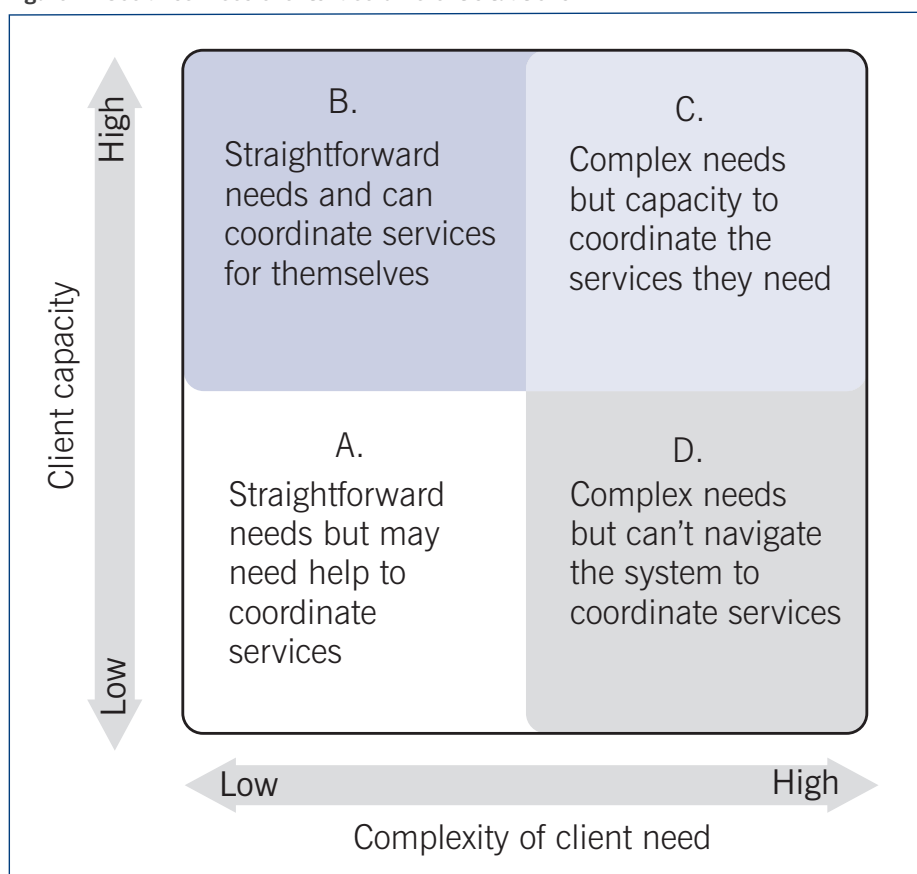 High
Client capacity
Low
B.
Straightforward
needs and can
coordinate services
for themselves
C.
Complex needs
but capacity to
coordinate the
services they need
A.
Straightforward
needs but may
need help to
coordinate
services
D.
Complex needs
but can’t navigate
the system to
coordinate services
Low
High
Complexity of client need